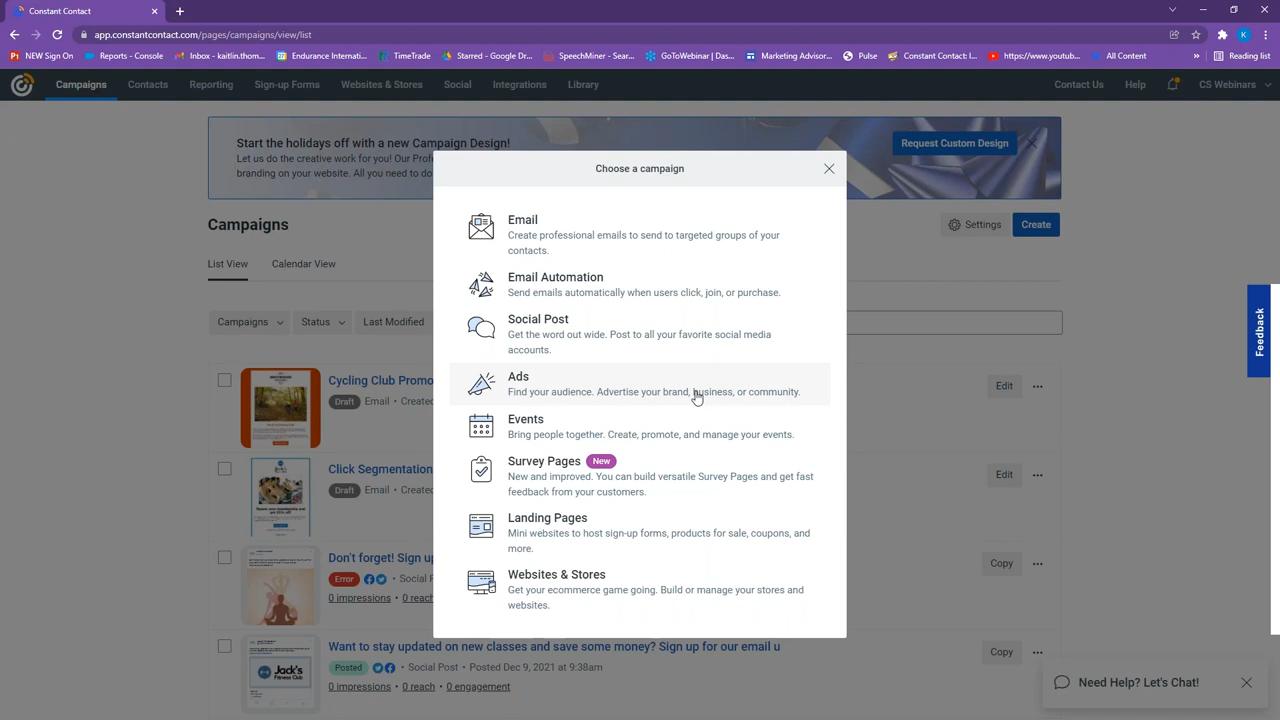 Constant Contact
app.constantcontact.com/pages/campaigns/view/list
NEW Sign On
Reports - Console
Inbox - kaitlin.thom...
Endurance Internati...
TimeTrade
Starred - Google Dr...
SpeechMiner - Sear...
GoToWebinar | Das...
Marketing Advisor...
Pulse
Constant Contact: I...
https://www.youtub...
All Content
»
Reading list
Campaigns
Contacts
Reporting
Sign-up Forms
Websites & Stores
Social
Integrations
Library
Contact Us
Help
CS Webinars
Start the holidays off with a new Campaign Design!
Let us do the creative work for you! Our Pro
branding on your website. All you need to do
Request Custom Design
Campaigns
Settings
Create
List View
Calendar View
Campaigns
Status
Last Modified
Choose a campaign
Email
Create professional emails to send to targeted groups of your
contacts.
Email Automation
Send emails automatically when users click, join, or purchase.
Social Post
Get the word out wide. Post to all your favorite social media
accounts.
Ads
Find your audience. Advertise your brand, business, or community.
Events
Bring people together. Create, promote, and manage your events.
Survey Pages New
New and improved. You can build versatile Survey Pages and get fast
feedback from your customers.
Landing Pages
Mini websites to host sign-up forms, products for sale, coupons, and
more.
Websites & Stores
Get your ecommerce game going. Build or manage your stores and
websites.
Cycling Club Promo
Draft Email • Created
Edit
Click Segmentation
Draft Email • Created
Edit
Don't forget! Sign up
Error • Social P
0 impressions • 0 reach
Copy
Want to stay updated on new classes and save some money? Sign up for our email u
Posted • Social Post • Posted Dec 9, 2021 at 9:38am
0 impressions • 0 reach • 0 engagement
Copy
Jack's
Fitness Club
Feedback
Need Help? Let's Chat!
K